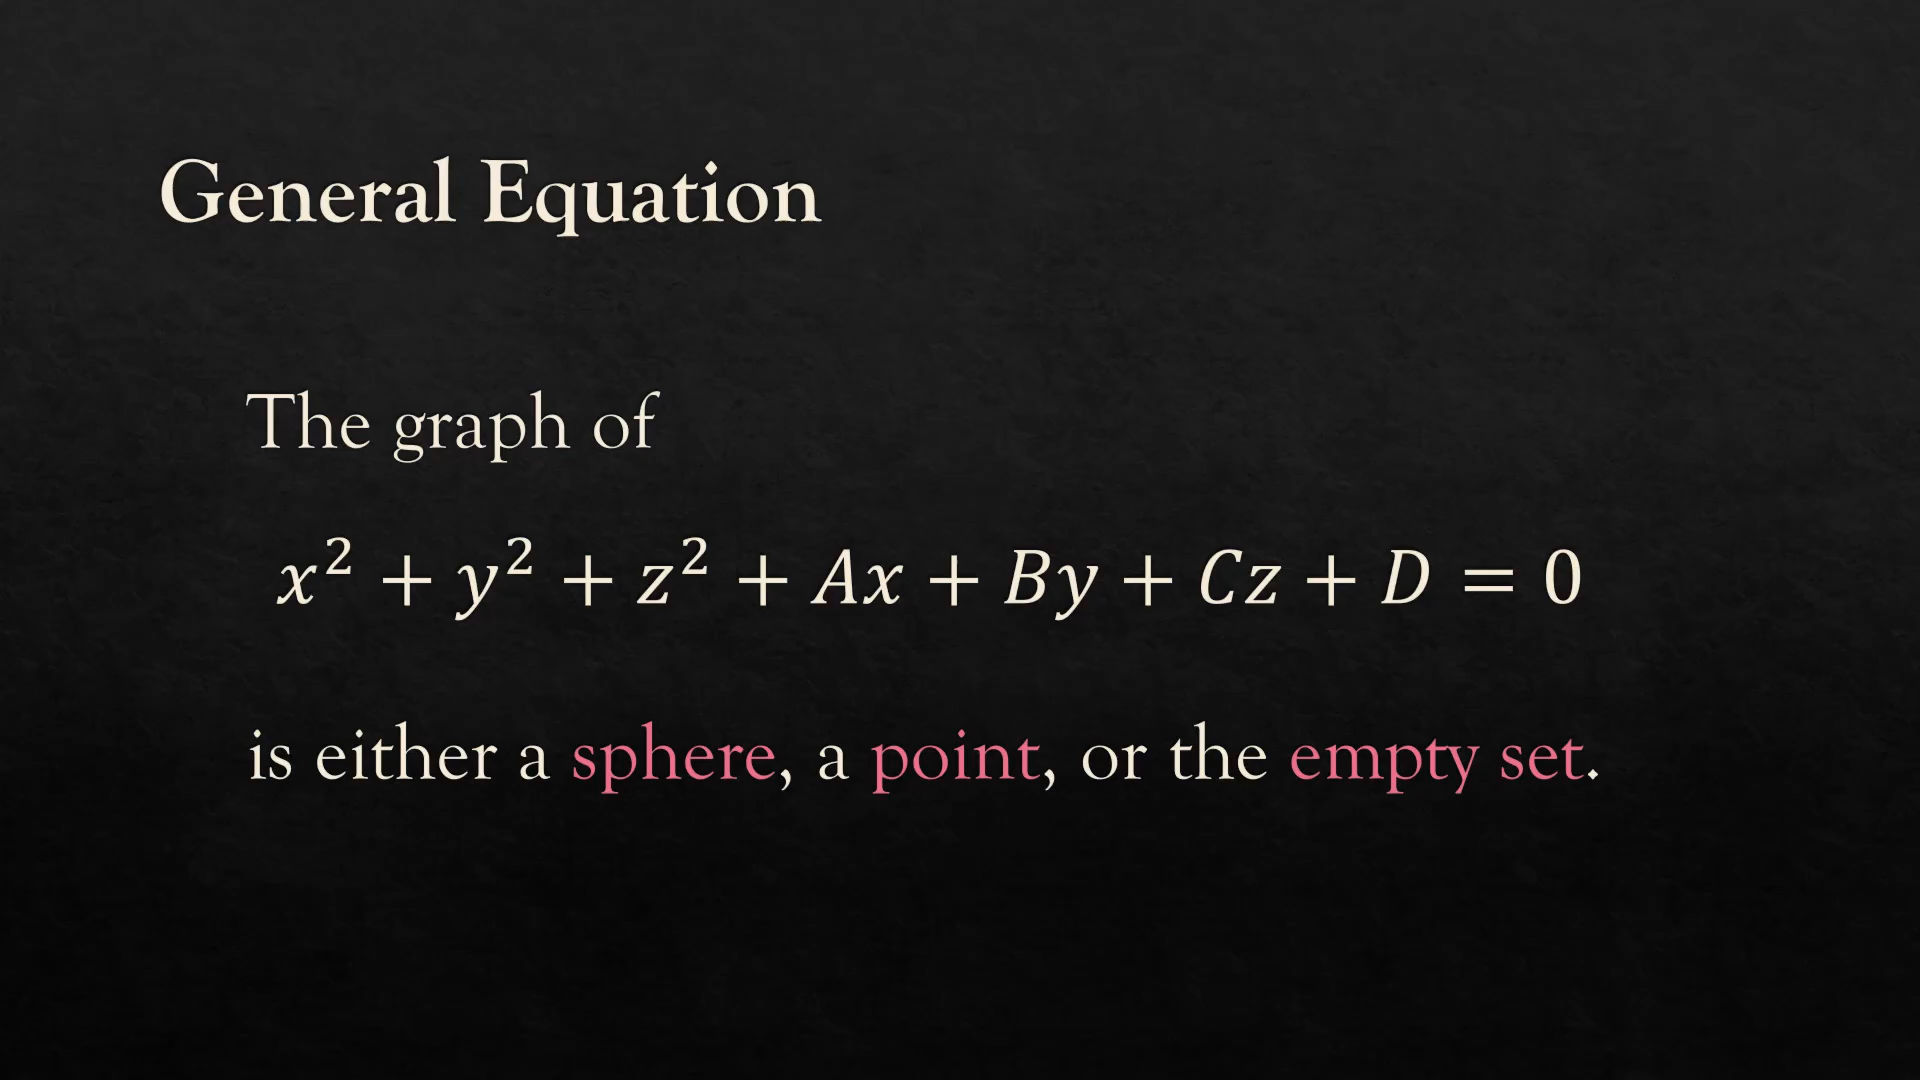 General Equation
The graph of
x² + y² + z² + Ax + By + Cz + D = 0
is either a sphere, a point, or the empty set.